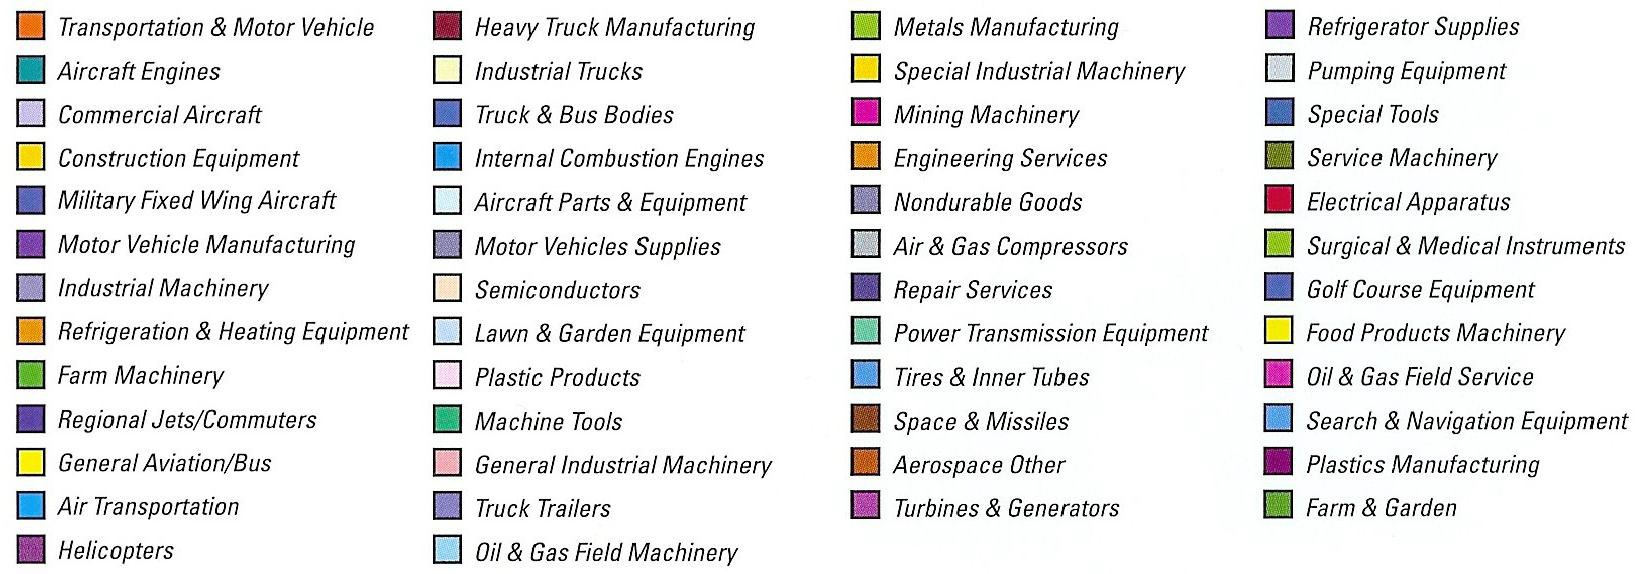 Transportation & Motor Vehicle
Aircraft Engines
Commercial Aircraft
Construction Equipment
Military Fixed Wing Aircraft
Motor Vehicle Manufacturing
Industrial Machinery
Refrigeration & Heating Equipment
Farm Machinery
Regional Jets/Commuters
General Aviation/Bus
Air Transportation
Helicopters
Heavy Truck Manufacturing
Industrial Trucks
Truck & Bus Bodies
Internal Combustion Engines
Aircraft Parts & Equipment
Motor Vehicles Supplies
Semiconductors
Lawn & Garden Equipment
Plastic Products
Machine Tools
General Industrial Machinery
Truck Trailers
Oil & Gas Field Machinery
Metals Manufacturing
Special Industrial Machinery
Mining Machinery
Engineering Services
Nondurable Goods
Air & Gas Compressors
Repair Services
Power Transmission Equipment
Tires & Inner Tubes
Space & Missiles
Aerospace Other
Turbines & Generators
Refrigerator Supplies
Pumping Equipment
Special Tools
Service Machinery
Electrical Apparatus
Surgical & Medical Instruments
Golf Course Equipment
Food Products Machinery
Oil & Gas Field Service
Search & Navigation Equipment
Plastics Manufacturing
Farm & Garden